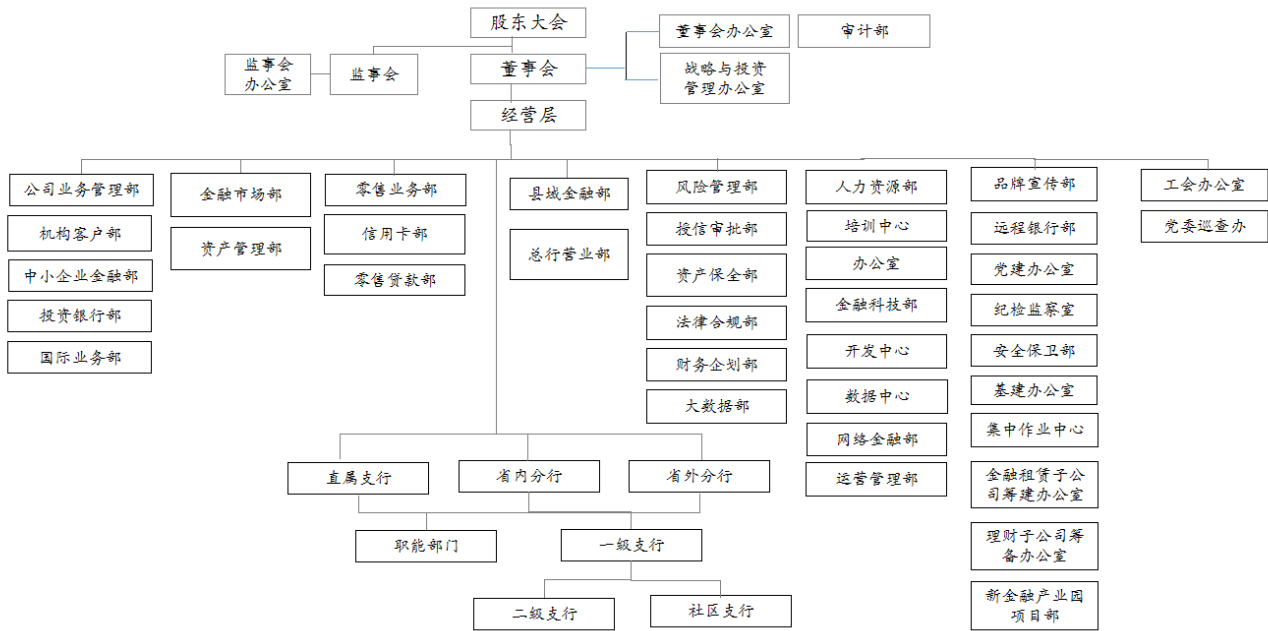 股东大会
董事会办公室
审计部
监事会
办公室
监事会
董事会
战略与投资
管理办公室
经营层
公司业务管理部
机构客户部
中小企业金融部
投资银行部
国际业务部
金融市场部
资产管理部
零售业务部
信用卡部
零售贷款部
县域金融部
总行营业部
风险管理部
授信审批部
资产保全部
法律合规部
财务企划部
大数据部
人力资源部
培训中心
办公室
金融科技部
开发中心
数据中心
网络金融部
运营管理部
品牌宣传部
远程银行部
党建办公室
纪检监察室
安全保卫部
基建办公室
集中作业中心
金融租赁子公
司筹建办公室
理财子公司筹
备办公室
新金融产业园
项目部
工会办公室
党委巡查办
直属支行
省内分行
省外分行
职能部门
一级支行
二级支行
社区支行